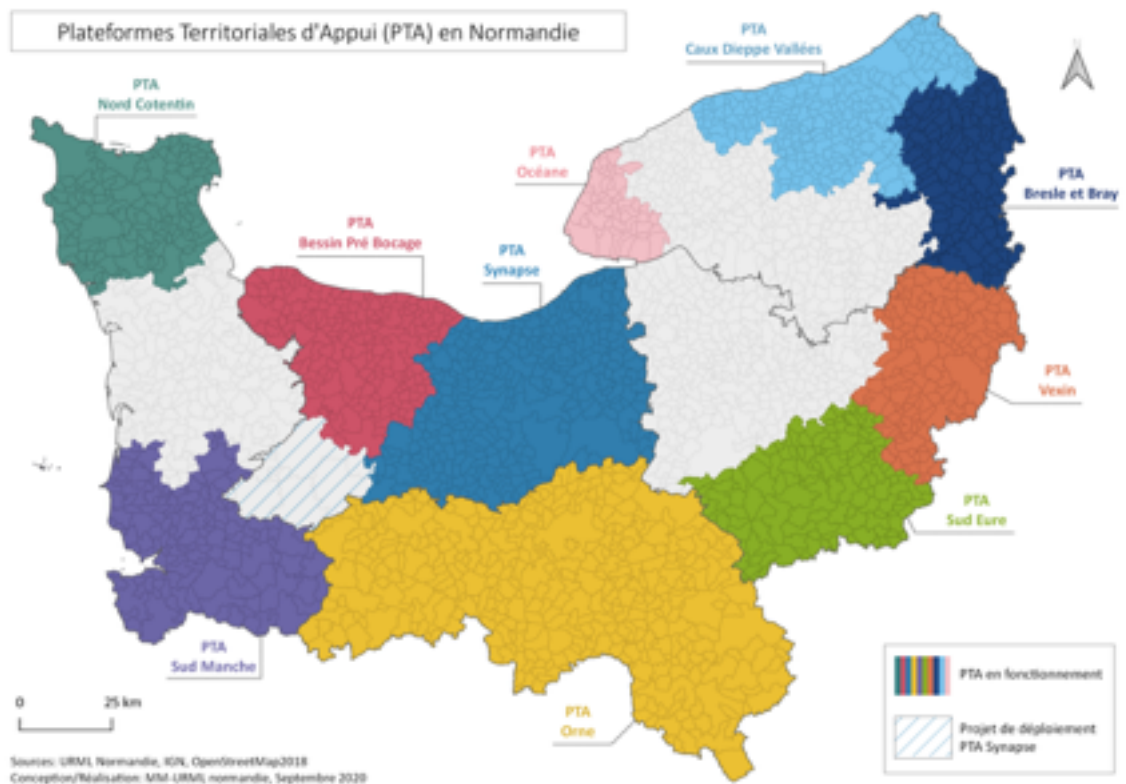 Plateformes Territoriales d'Appui (PTA) en Normandie
PTA
Caux Dieppe Vallées
PTA
Nord Cotentin
PTA
Océane
PTA
Bresle et Bray
PTA
Bessin Pré Bocage
PTA
Synapse
PTA
Vexin
PTA
Sud Eure
PTA
Sud Manche
PTA
Orne
PTA en fonctionnement
Projet de déploiement
PTA Synapse
0 25 km
Sources: URML Normandie, IGN, OpenStreetMap2018
Conception/Réalisation: MM-URML normandie, Septembre 2020